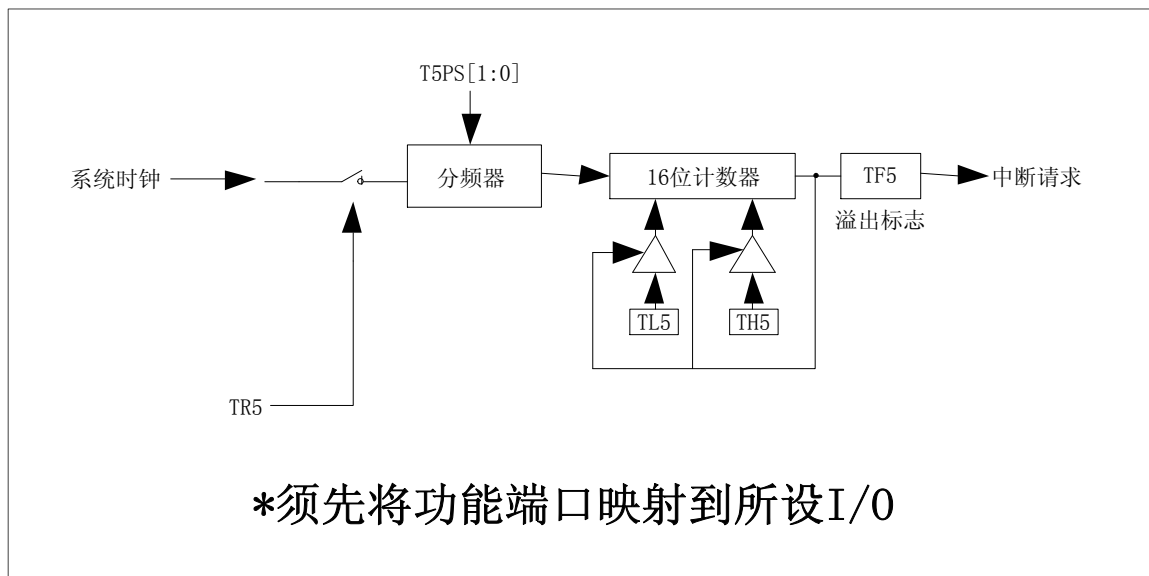 T5PS[1:0]
系统时钟
分频器
16位计数器
TF5
中断请求
溢出标志
TL5
TH5
TR5
*须先将功能端口映射到所设I/O